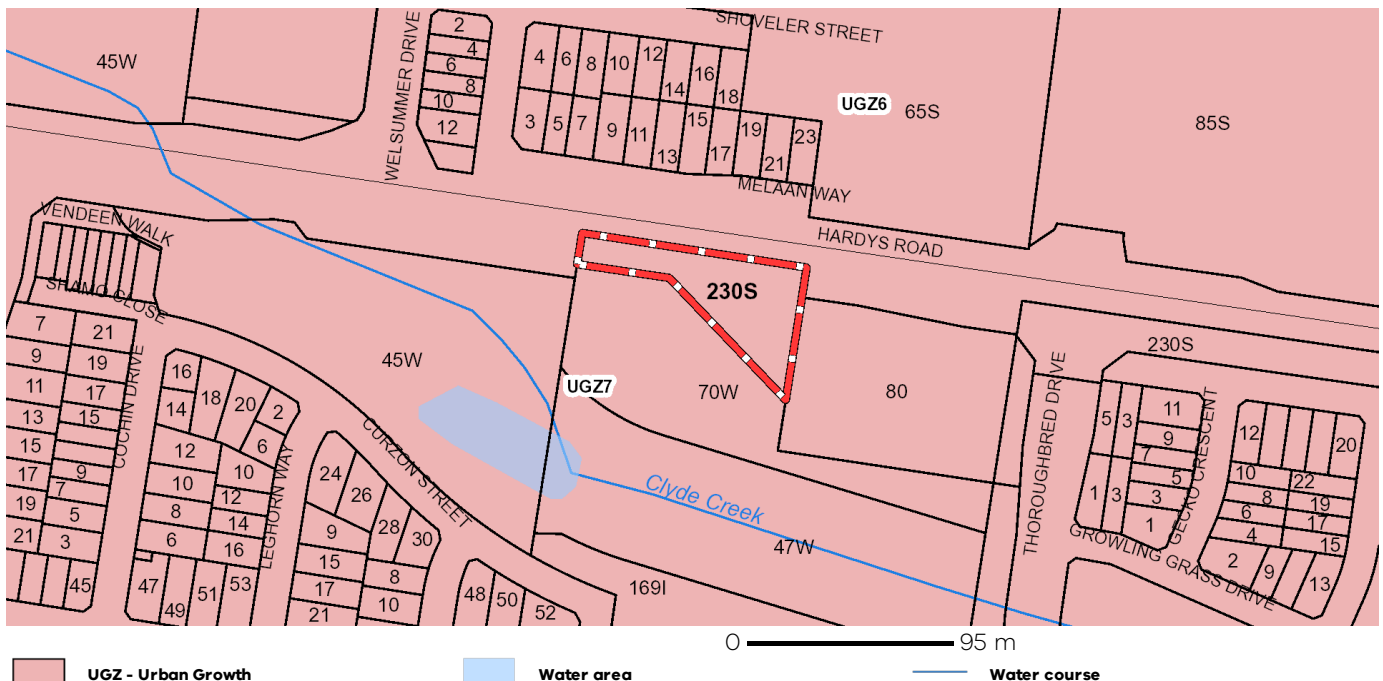 SHOVELER STREET
2
4
6
8
10
12
WELSUMMER DRIVE
45W
4 6 8 10 12 14 16 18
3 5 7 9 11 13 15 17 19 21 23
UGZ6
65S
85S
MELAAN WAY
HARDYS ROAD
VENDEEN WALK
SHAMO CLOSE
230S
45W
UGZ7
70W
80
230S
7
9
11
13
15
17
19
21
21
19
17
15
9
7
5
3
45
COCHIN DRIVE
16
14
18
20
2
6
12
10
8
6
10
12
14
16
47
49
51
53
LEGHORN WAY
CURZON STREET
24
26
28
30
9
15
17
21
8
10
48
50
52
Clyde Creek
47W
169I
THOROUGHBRED DRIVE
5
3
1
3
11
9
7
5
3
1
GECKO CRESCENT
12
20
10
8
6
4
2
22
19
17
15
9
13
GROWLING GRASS DRIVE
0 95 m
UGZ - Urban Growth
Water area
Water course